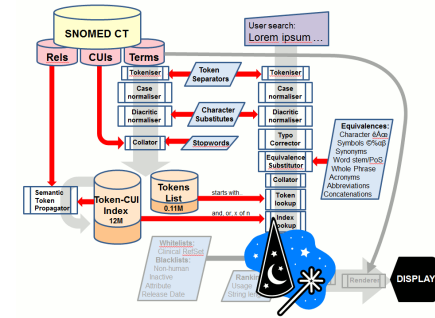 SNOMED CT
Rels
CUIs
Terms
User search:
Lorem ipsum ...
Tokeniser
Token
Separators
Tokeniser
Case
normaliser
Case
normaliser
Diacritic
normaliser
Character
Substitutes
Diacritic
normaliser
Collator
Stopwords
Typo
Corrector
Equivalence
Substitutor
Equivalences:
Character
Symbols
Synonyms
Word stem/PoS
Whole Phrase
Acronyms
Abbreviations
Concatenations
Collator
Semantic
Token
Propagator
Token-CUI
Index
12M
Tokens
List
0.11M
starts with..
Token
lookup
and, or, x of n
Index
lookup
Whitelists:
Clinical RefSet
Blacklists:
Non-human
Inactive
Attribute
Release Date
Usage
String
Renderer
DISPLAY